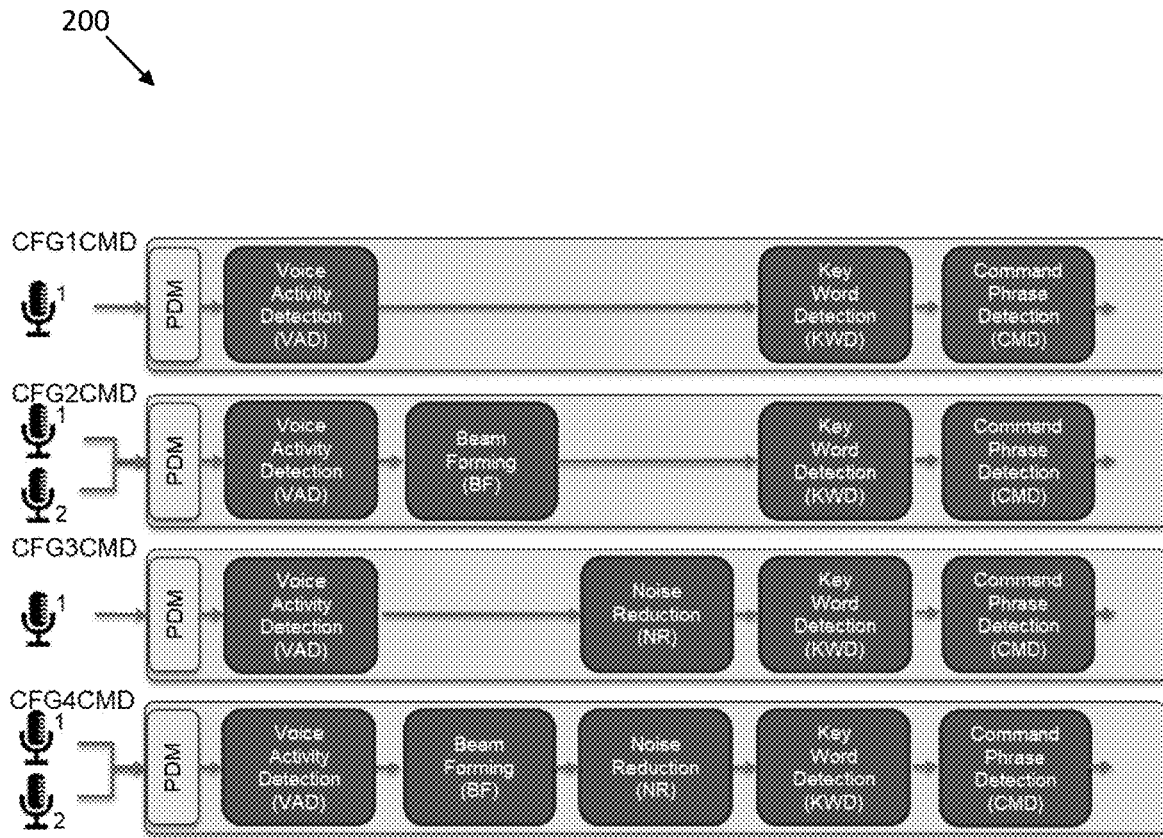 200
CFG1CMD
1
PDM
Voice
Activity
Detection
(VAD)
Key
Word
Detection
(KWD)
Command
Phrase
Detection
(CMD)
CFG2CMD
1
2
PDM
Voice
Activity
Detection
(VAD)
Beam
Forming
(BF)
Key
Word
Detection
(KWD)
Command
Phrase
Detection
(CMD)
CFG3CMD
1
PDM
Voice
Activity
Detection
(VAD)
Noise
Reduction
(NR)
Key
Word
Detection
(KWD)
Command
Phrase
Detection
(CMD)
CFG4CMD
1
2
PDM
Voice
Activity
Detection
(VAD)
Beam
Forming
(BF)
Noise
Reduction
(NR)
Key
Word
Detection
(KWD)
Command
Phrase
Detection
(CMD)